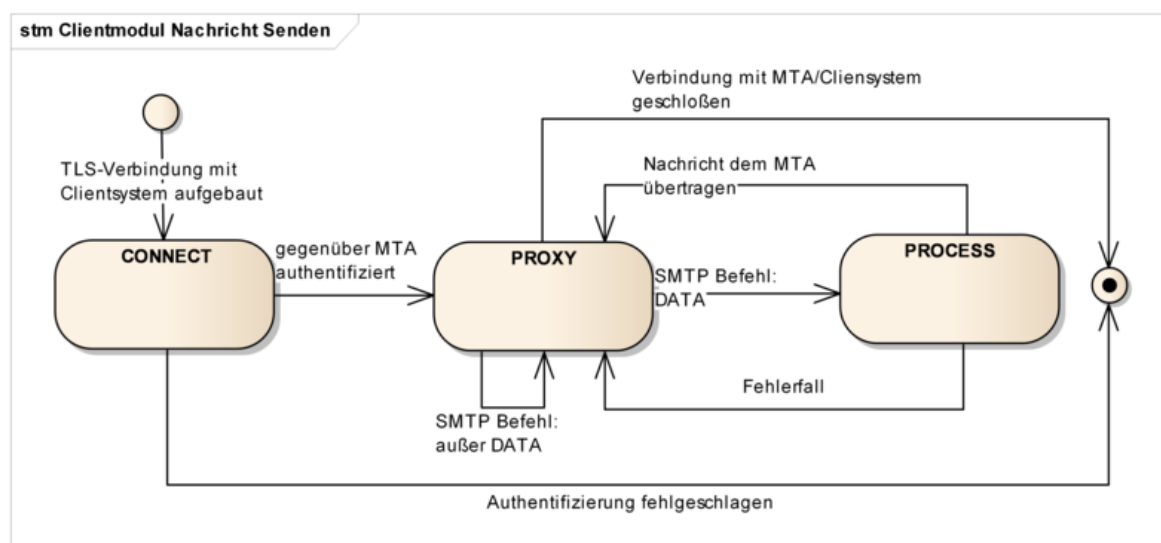 stm Clientmodul Nachricht Senden
Verbindung mit MTA/Cliensystem
geschloßen
TLS-Verbindung mit
Clientsystem aufgebaut
Nachricht dem MTA
übertragen
CONNECT
gegenüber MTA
authentifiziert
PROXY
SMTP Befehl:
DATA
PROCESS
Fehlerfall
SMTP Befehl:
außer DATA
Authentifizierung fehlgeschlagen